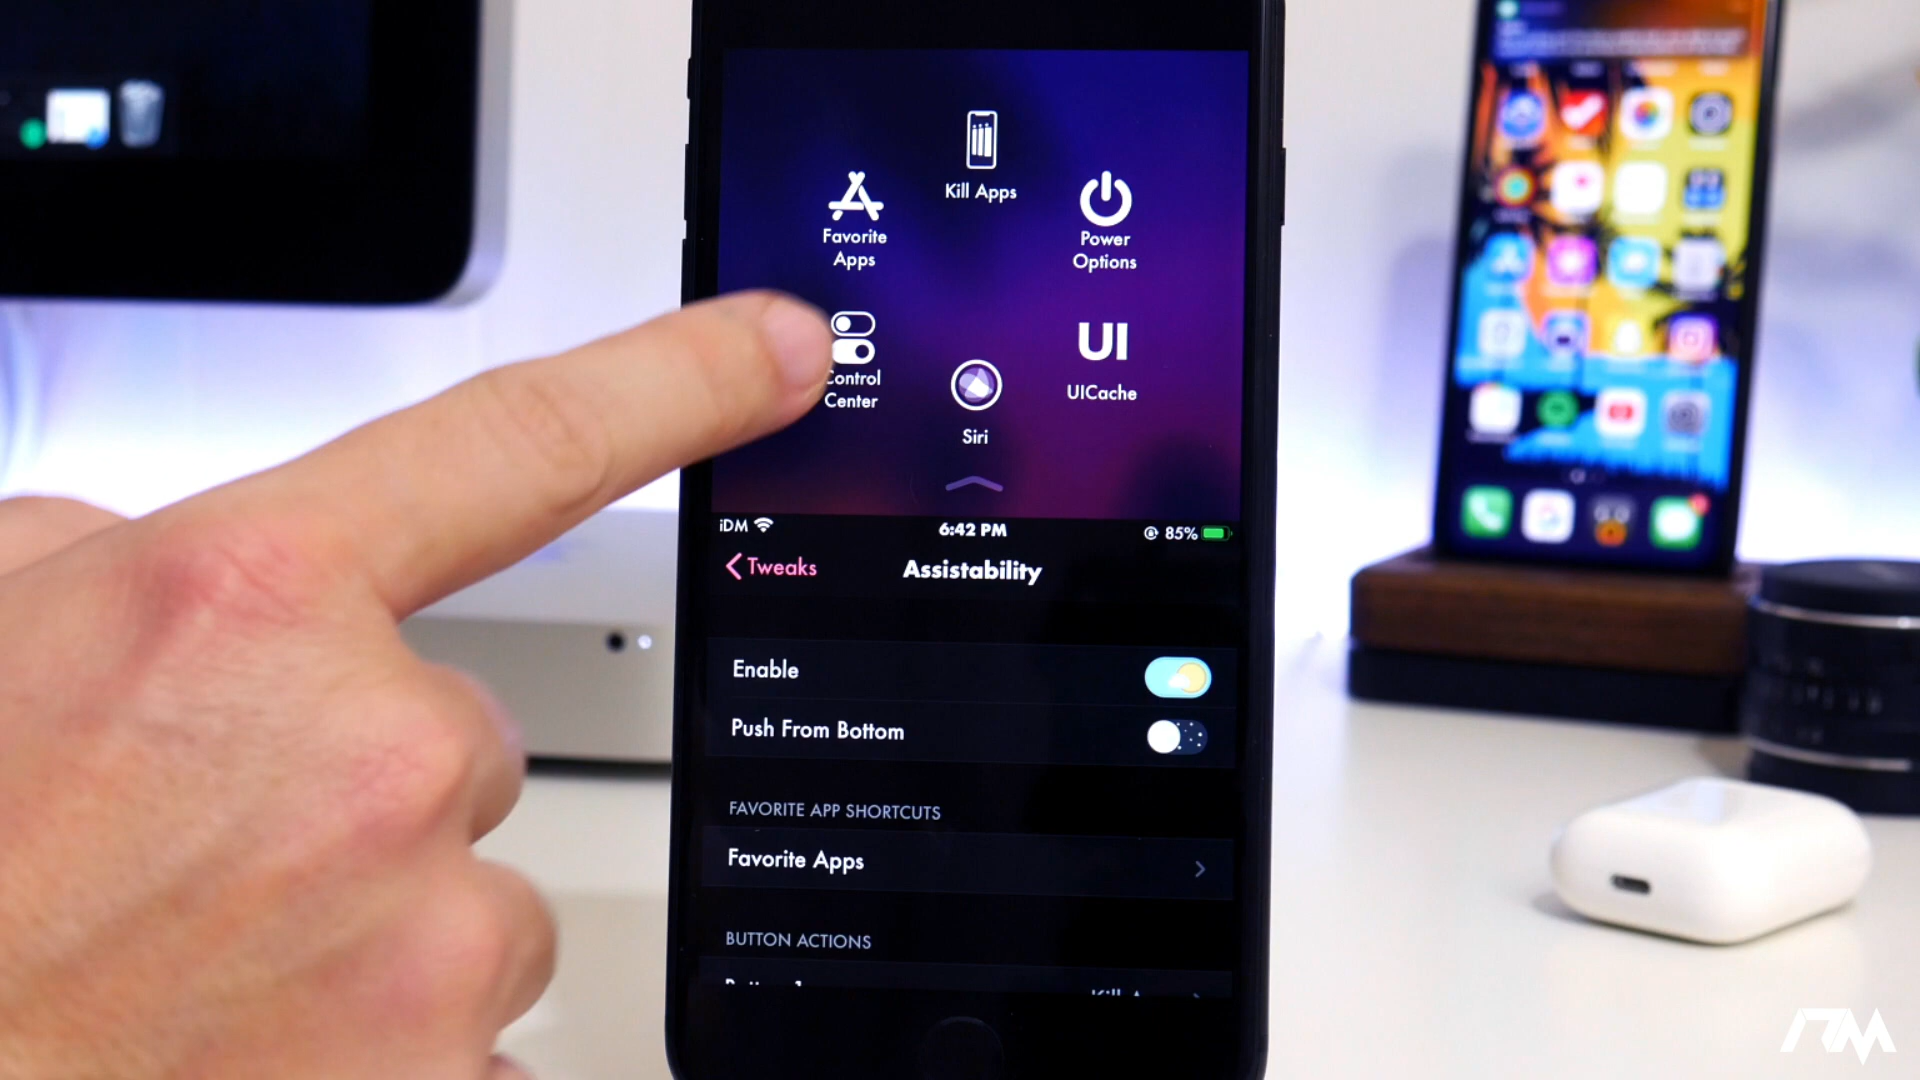 Kill Apps
Favorite
Apps
Power
Options
UI
Control
Center
UICache
Siri
iDM
6:42 PM
85%
Tweaks
Assistability
Enable
Push From Bottom
FAVORITE APP SHORTCUTS
Favorite Apps
BUTTON ACTIONS